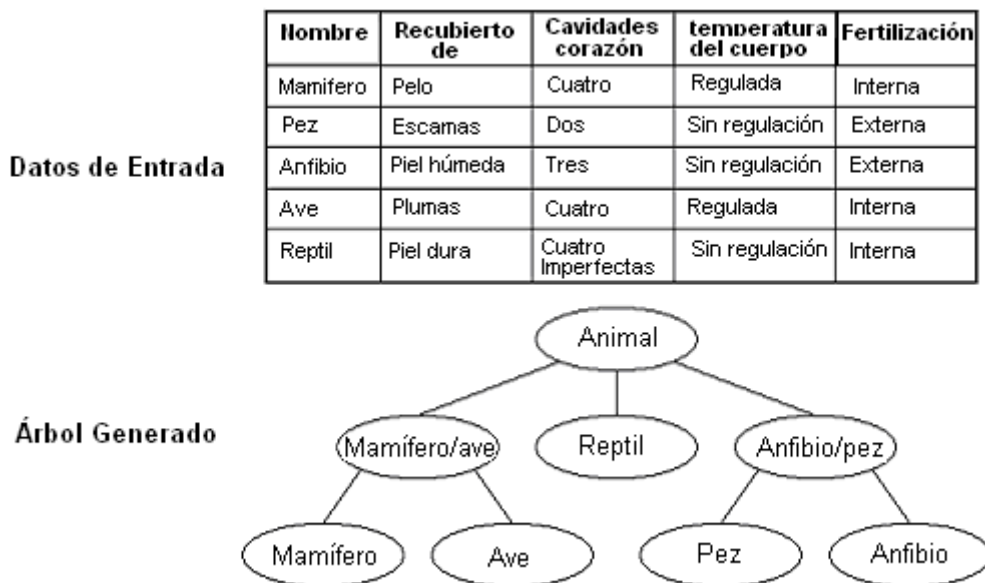 Nombre Recubierto de Cavidades corazón temperatura del cuerpo Fertilización
Mamifero Pelo Cuatro Regulada Interna
Pez Escamas Dos Sin regulación Externa
Datos de Entrada
Anfibio Piel húmeda Tres Sin regulación Externa
Ave Plumas Cuatro Regulada Interna
Reptil Piel dura Cuatro Imperfectas Sin regulación Interna
Animal
Árbol Generado
Mamífero/ave Reptil Anfibio/pez
Mamífero Ave Pez Anfibio